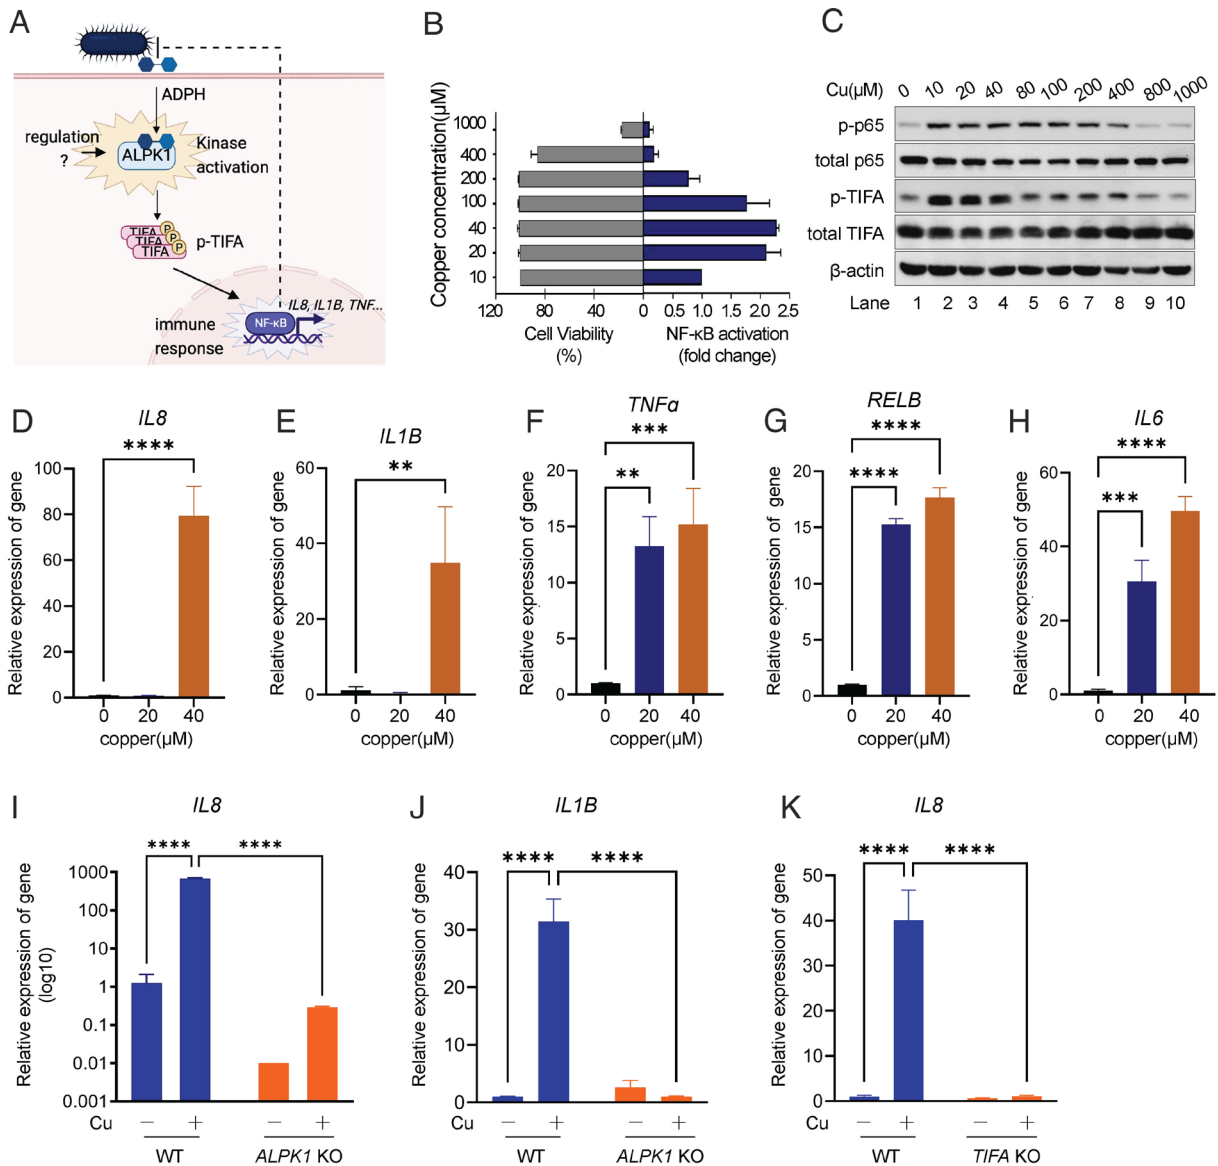 A
ADPH
regulation
?
ALPK1
Kinase
activation
TIFA
TIFA
TIFA
P
P
P
p-TIFA
IL8, IL1B, TNF...
NF-κB
immune
response
B
Copper concentration(µM)
1000
400
200
100
40
20
10
120 80 40 0 0.5 1.0 1.5 2.0 2.5
Cell Viability
(%)
NF-κB activation
(fold change)
C
Cu(µM) 0 10 20 40 80 100 200 400 800 1000
p-p65
total p65
p-TIFA
total TIFA
β-actin
Lane 1 2 3 4 5 6 7 8 9 10
D
IL8
****
Relative expression of gene
100
80
60
40
20
0
0 20 40
copper(µM)
E
IL1B
**
Relative expression of gene
60
40
20
0
0 20 40
copper(µM)
F
TNFα
***
**
Relative expression of gene
20
15
10
5
0
0 20 40
copper(µM)
G
RELB
****
****
Relative expression of gene
20
15
10
5
0
0 20 40
copper(µM)
H
IL6
****
***
Relative expression of gene
60
40
20
0
0 20 40
copper(µM)
I
IL8
**** ****
Relative expression of gene
(log10)
1000
100
10
1
0.1
0.01
0.001
Cu − + − +
WT ALPK1 KO
J
IL1B
**** ****
Relative expression of gene
40
30
20
10
0
Cu − + − +
WT ALPK1 KO
K
IL8
**** ****
Relative expression of gene
50
40
30
20
10
0
Cu − + − +
WT TIFA KO